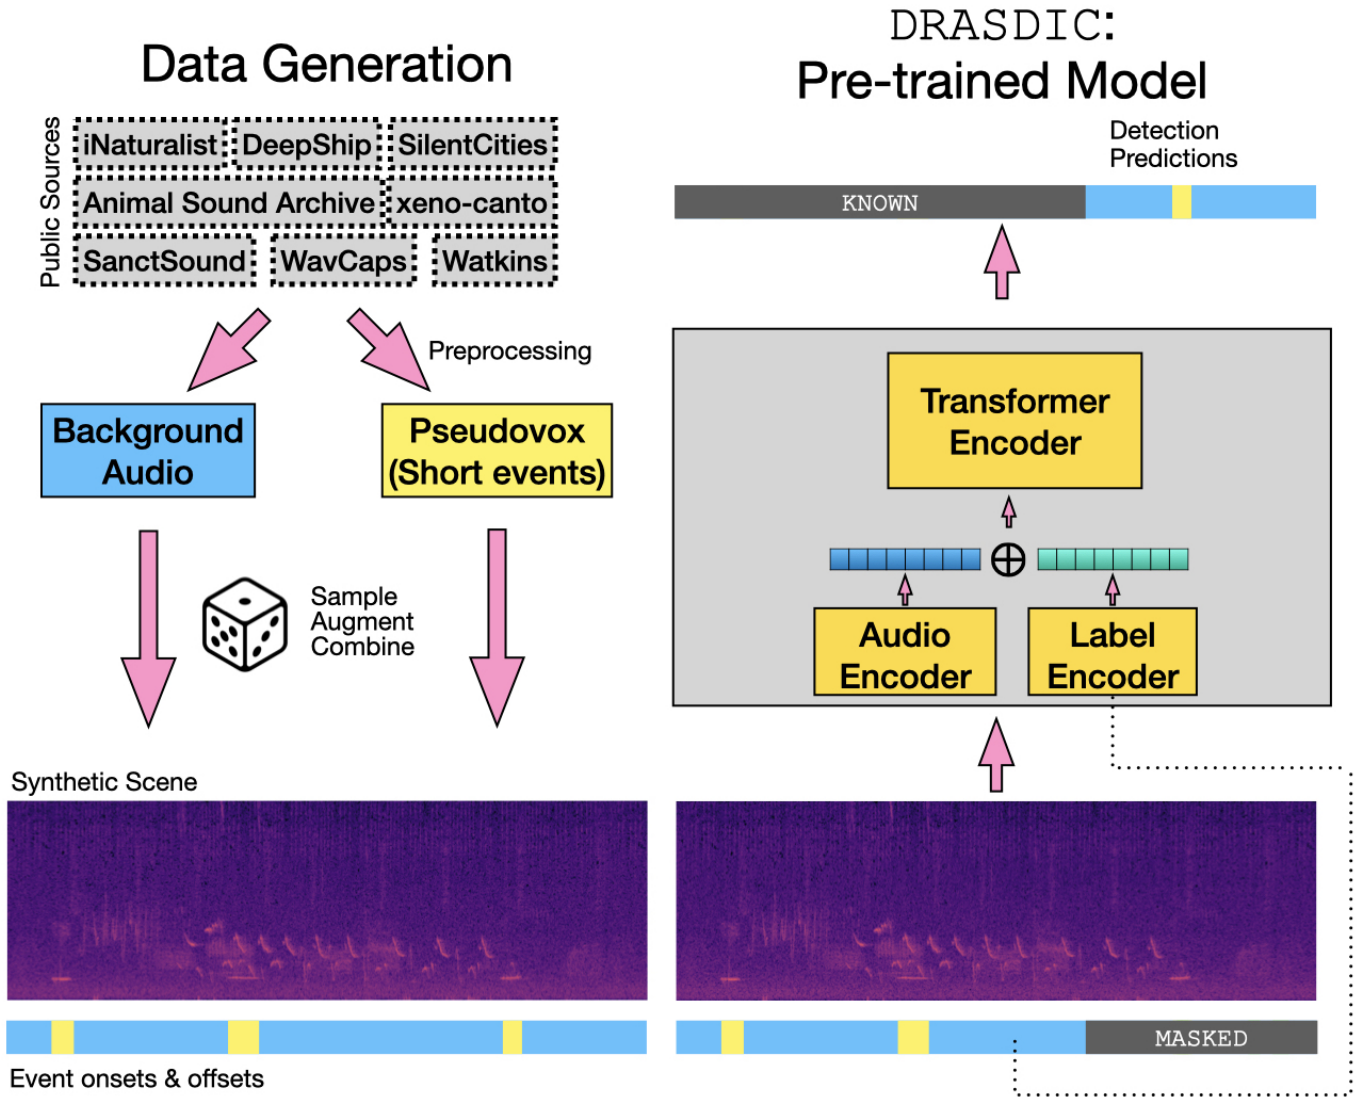 Data Generation
Public Sources
iNaturalist
DeepShip
SilentCities
Animal Sound Archive
xeno-canto
SanctSound
WavCaps
Watkins
Preprocessing
Background
Audio
Pseudovox
(Short events)
Sample
Augment
Combine
Synthetic Scene
Event onsets & offsets
DRASDIC:
Pre-trained Model
Detection
Predictions
KNOWN
Transformer
Encoder
Audio
Encoder
Label
Encoder
MASKED